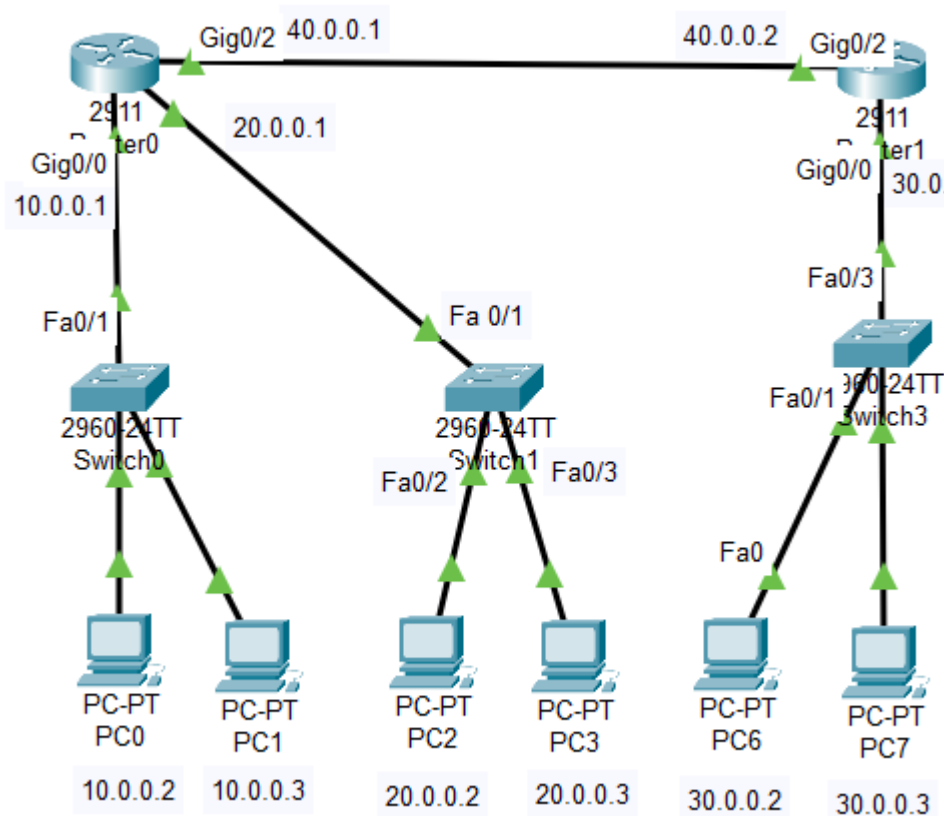 Gig0/2
40.0.0.1
40.0.0.2
Gig0/2
2911
2911
20.0.0.1
Gig0/0
10.0.0.1
Gig0/0
Fa0/1
Fa 0/1
Fa0/3
2960-24TT
Switch0
2960-24TT
Switch1
Fa0/1
Switch3
Fa0/2
Fa0/3
Fa0
PC-PT
PC0
PC-PT
PC1
PC-PT
PC2
PC-PT
PC3
PC-PT
PC6
PC-PT
PC7
10.0.0.2
10.0.0.3
20.0.0.2
20.0.0.3
30.0.0.2
30.0.0.3